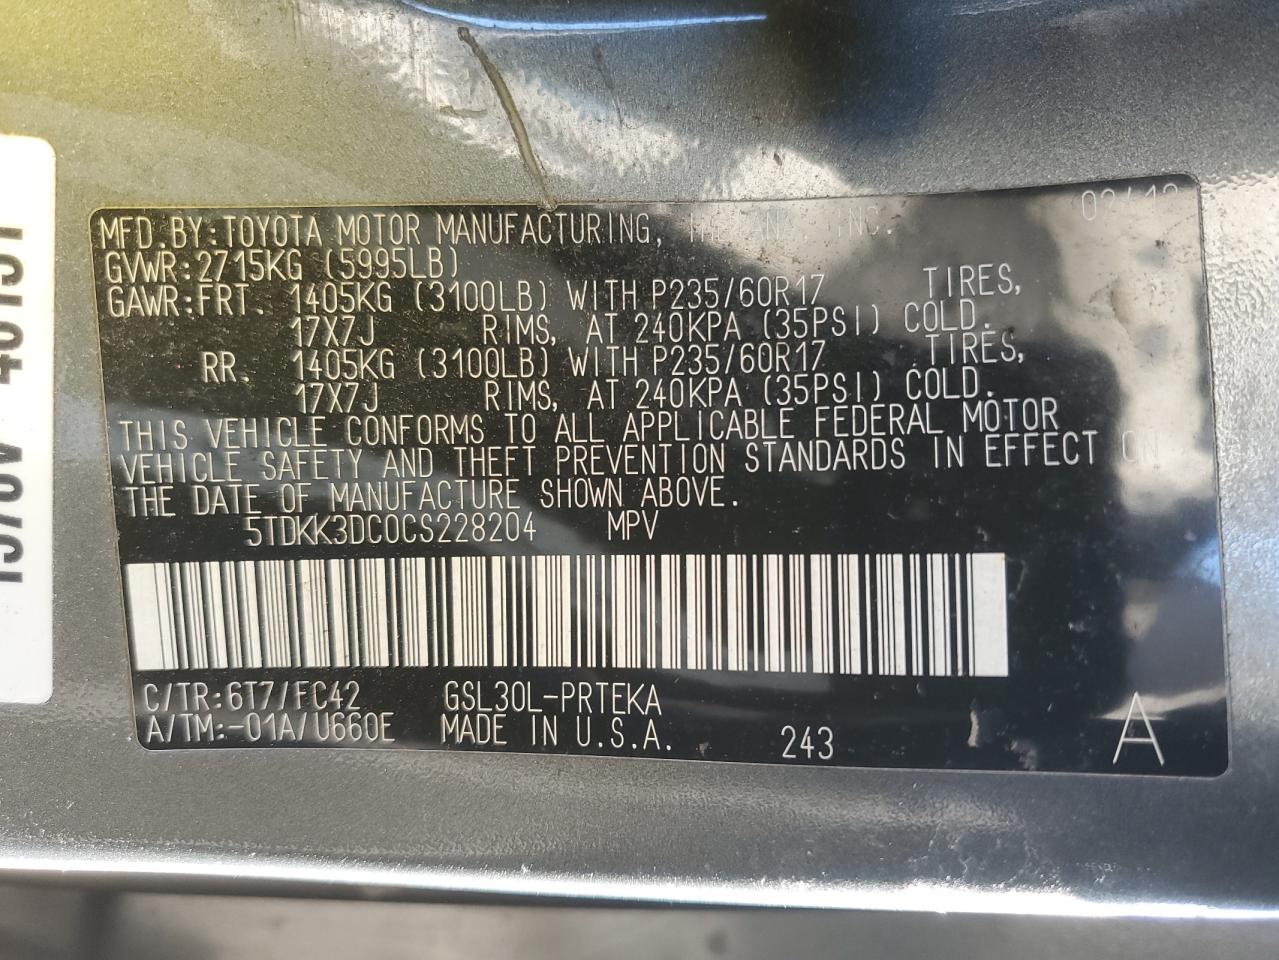 MFD.BY:TOYOTA MOTOR MANUFACTURING, INC.
GVWR:2715KG (5995LB)
GAWR:FRT. 1405KG (3100LB) WITH P235/60R17 TIRES,
17X7J RIMS, AT 240KPA (35PSI) COLD.
RR. 1405KG (3100LB) WITH P235/60R17 TIRES,
17X7J RIMS, AT 240KPA (35PSI) COLD.
THIS VEHICLE CONFORMS TO ALL APPLICABLE FEDERAL MOTOR
VEHICLE SAFETY AND THEFT PREVENTION STANDARDS IN EFFECT ON
THE DATE OF MANUFACTURE SHOWN ABOVE.
5TDKK3DC0CS228204 MPV
C/TR:6T7/FC42 GSL30L-PRTEKA
A/TM:-01A/U660E MADE IN U.S.A. 243 A